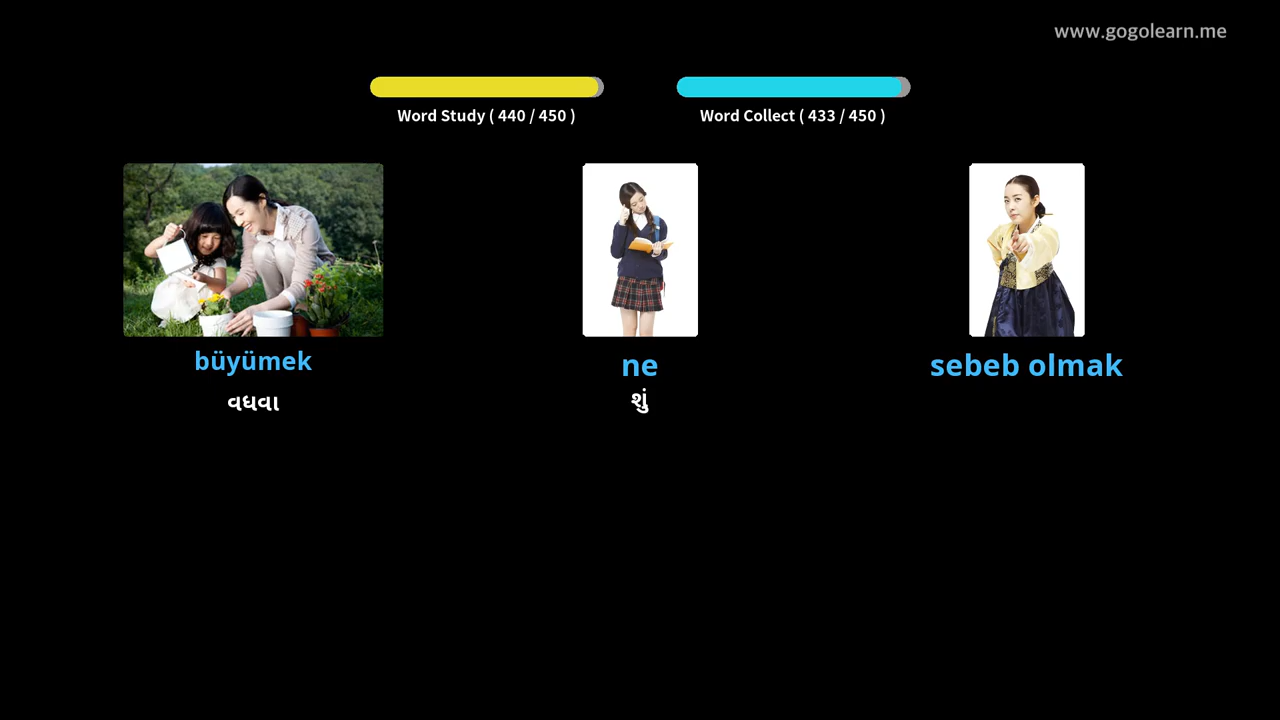 www.gogolearn.me
Word Study ( 440 / 450 )
Word Collect ( 433 / 450 )
büyümek
ne
sebeb olmak
વધવા
શું